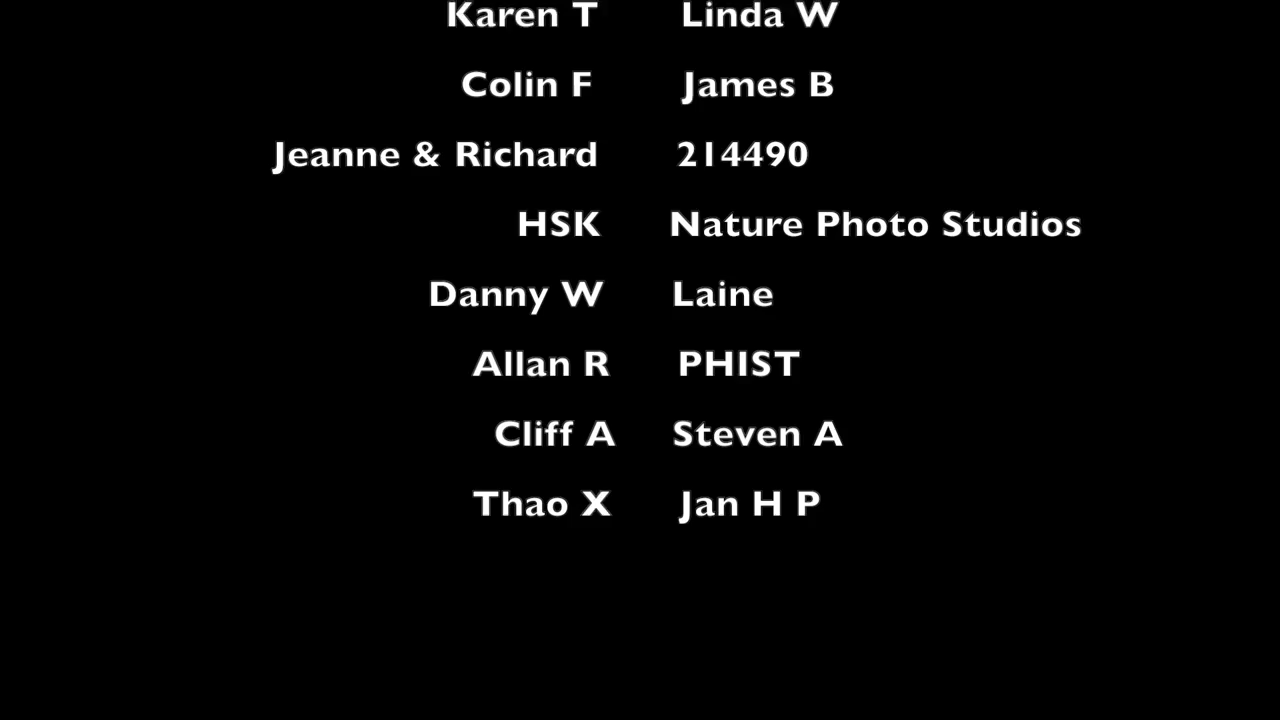 Karen T Linda W
Colin F James B
Jeanne & Richard 214490
HSK Nature Photo Studios
Danny W Laine
Allan R PHIST
Cliff A Steven A
Thao X Jan H P